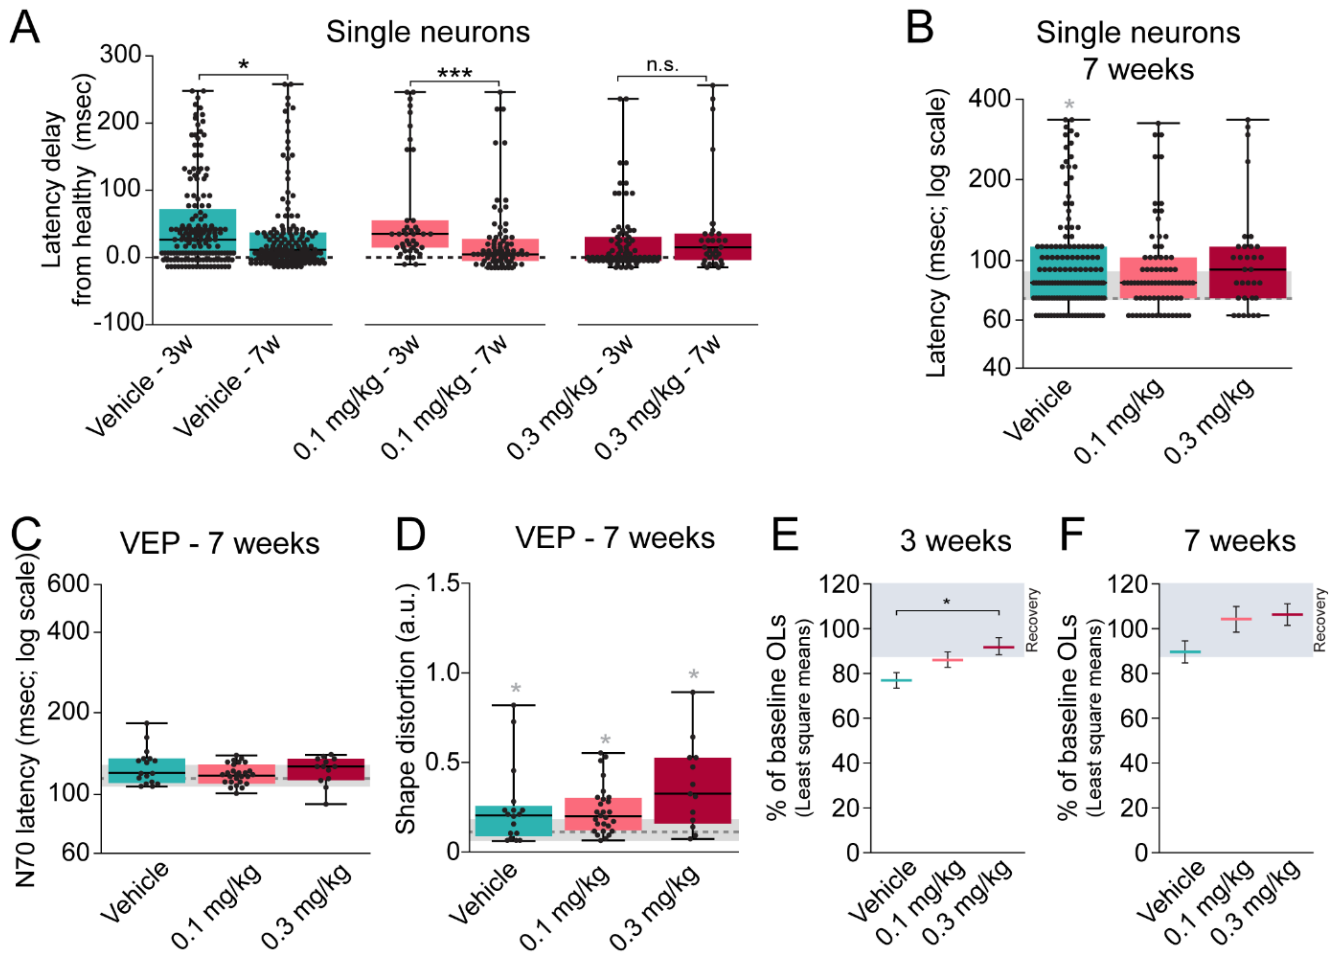 A
Single neurons
Latency delay
from healthy (msec)
300
200
100
0.0
-100
*
***
n.s.
Vehicle - 3w
Vehicle - 7w
0.1 mg/kg - 3w
0.1 mg/kg - 7w
0.3 mg/kg - 3w
0.3 mg/kg - 7w
B
Single neurons
7 weeks
Latency (msec; log scale)
400
200
100
60
40
*
Vehicle
0.1 mg/kg
0.3 mg/kg
C
VEP - 7 weeks
N70 latency (msec; log scale)
600
400
200
100
60
Vehicle
0.1 mg/kg
0.3 mg/kg
D
VEP - 7 weeks
Shape distortion (a.u.)
1.5
1.0
0.5
0
*
*
*
Vehicle
0.1 mg/kg
0.3 mg/kg
E
3 weeks
% of baseline OLs
(Least square means)
120
100
80
60
40
20
0
*
Recovery
Vehicle
0.1 mg/kg
0.3 mg/kg
F
7 weeks
% of baseline OLs
(Least square means)
120
100
80
60
40
20
0
Recovery
Vehicle
0.1 mg/kg
0.3 mg/kg